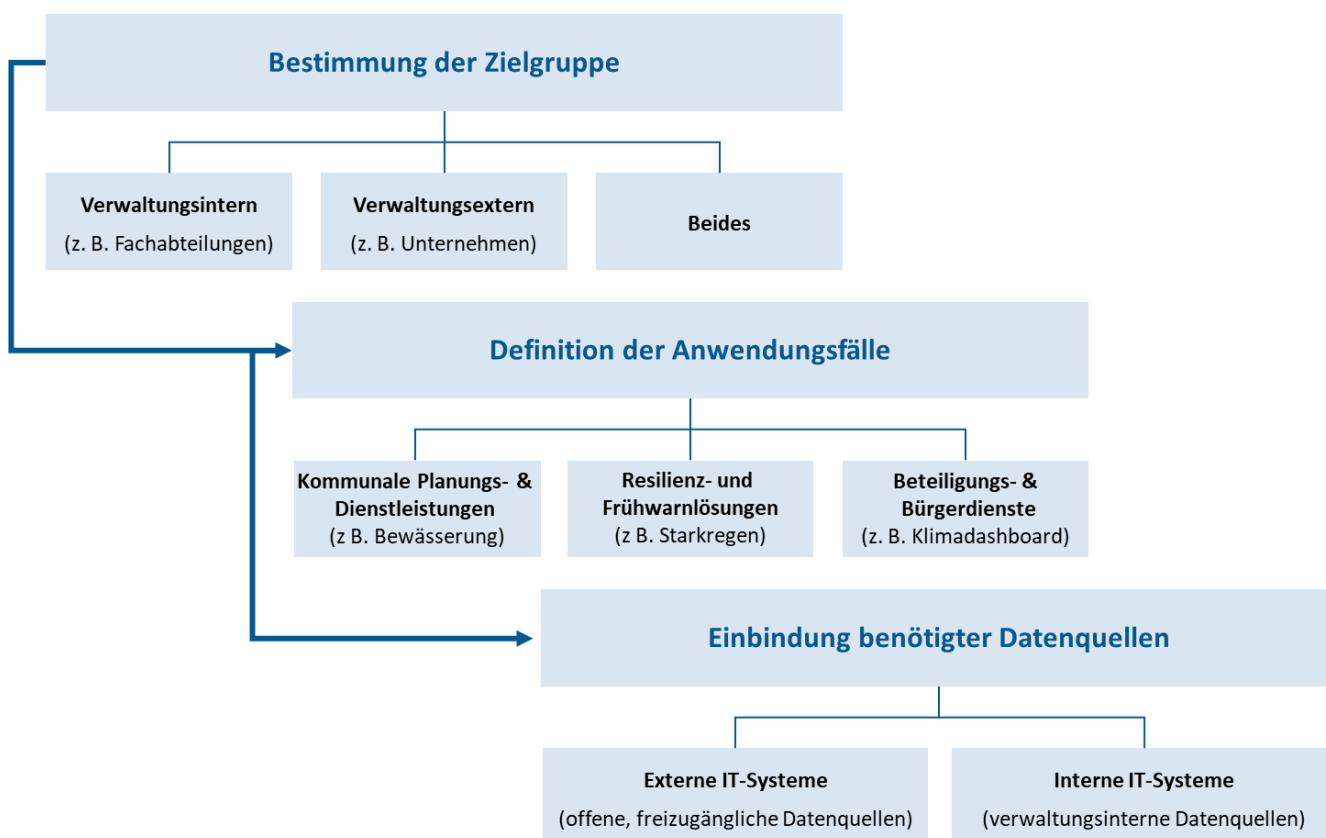 Bestimmung der Zielgruppe
Verwaltungsintern
(z. B. Fachabteilungen)
Verwaltungsextern
(z. B. Unternehmen)
Beides
Definition der Anwendungsfälle
Kommunale Planungs- &
Dienstleistungen
(z B. Bewässerung)
Resilienz- und
Frühwarnlösungen
(z B. Starkregen)
Beteiligungs- &
Bürgerdienste
(z. B. Klimadashboard)
Einbindung benötigter Datenquellen
Externe IT-Systeme
(offene, freizugängliche Datenquellen)
Interne IT-Systeme
(verwaltungsinterne Datenquellen)